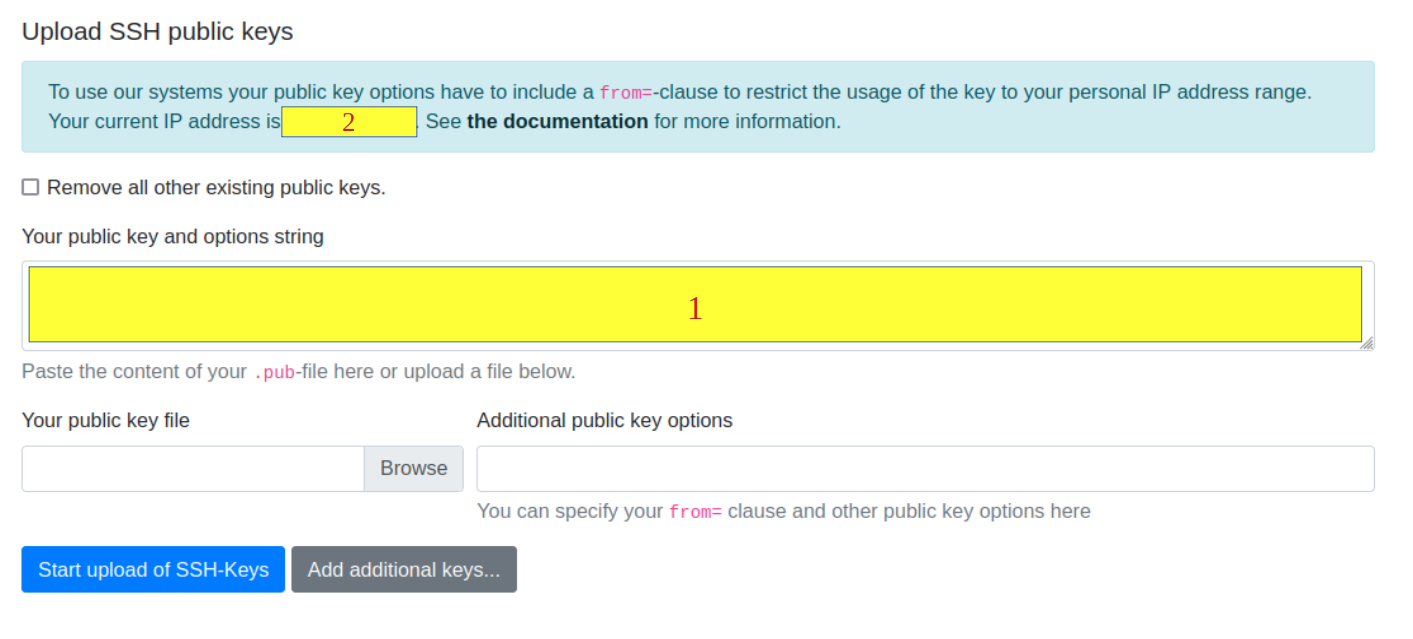 Upload SSH public keys
To use our systems your public key options have to include a from=-clause to restrict the usage of the key to your personal IP address range.
Your current IP address is 2 . See the documentation for more information.
Remove all other existing public keys.
Your public key and options string
1
Paste the content of your .pub-file here or upload a file below.
Your public key file Additional public key options
Browse
You can specify your from= clause and other public key options here
Start upload of SSH-Keys Add additional keys...